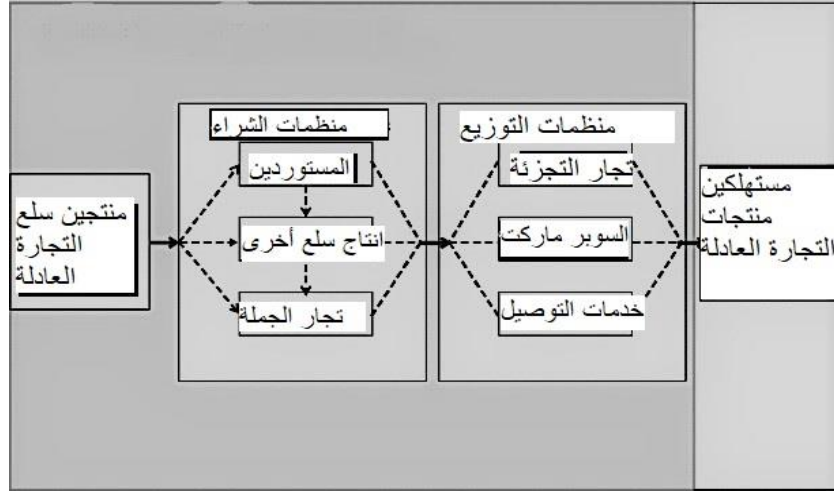 منتجين سلع
التجارة
العادلة
منظمات الشراء
المستوردين
انتاج سلع أخرى
تجار الجملة
منظمات التوزيع
تجار التجزئة
السوبر ماركت
خدمات التوصيل
مستهلكين
منتجات
التجارة العادلة